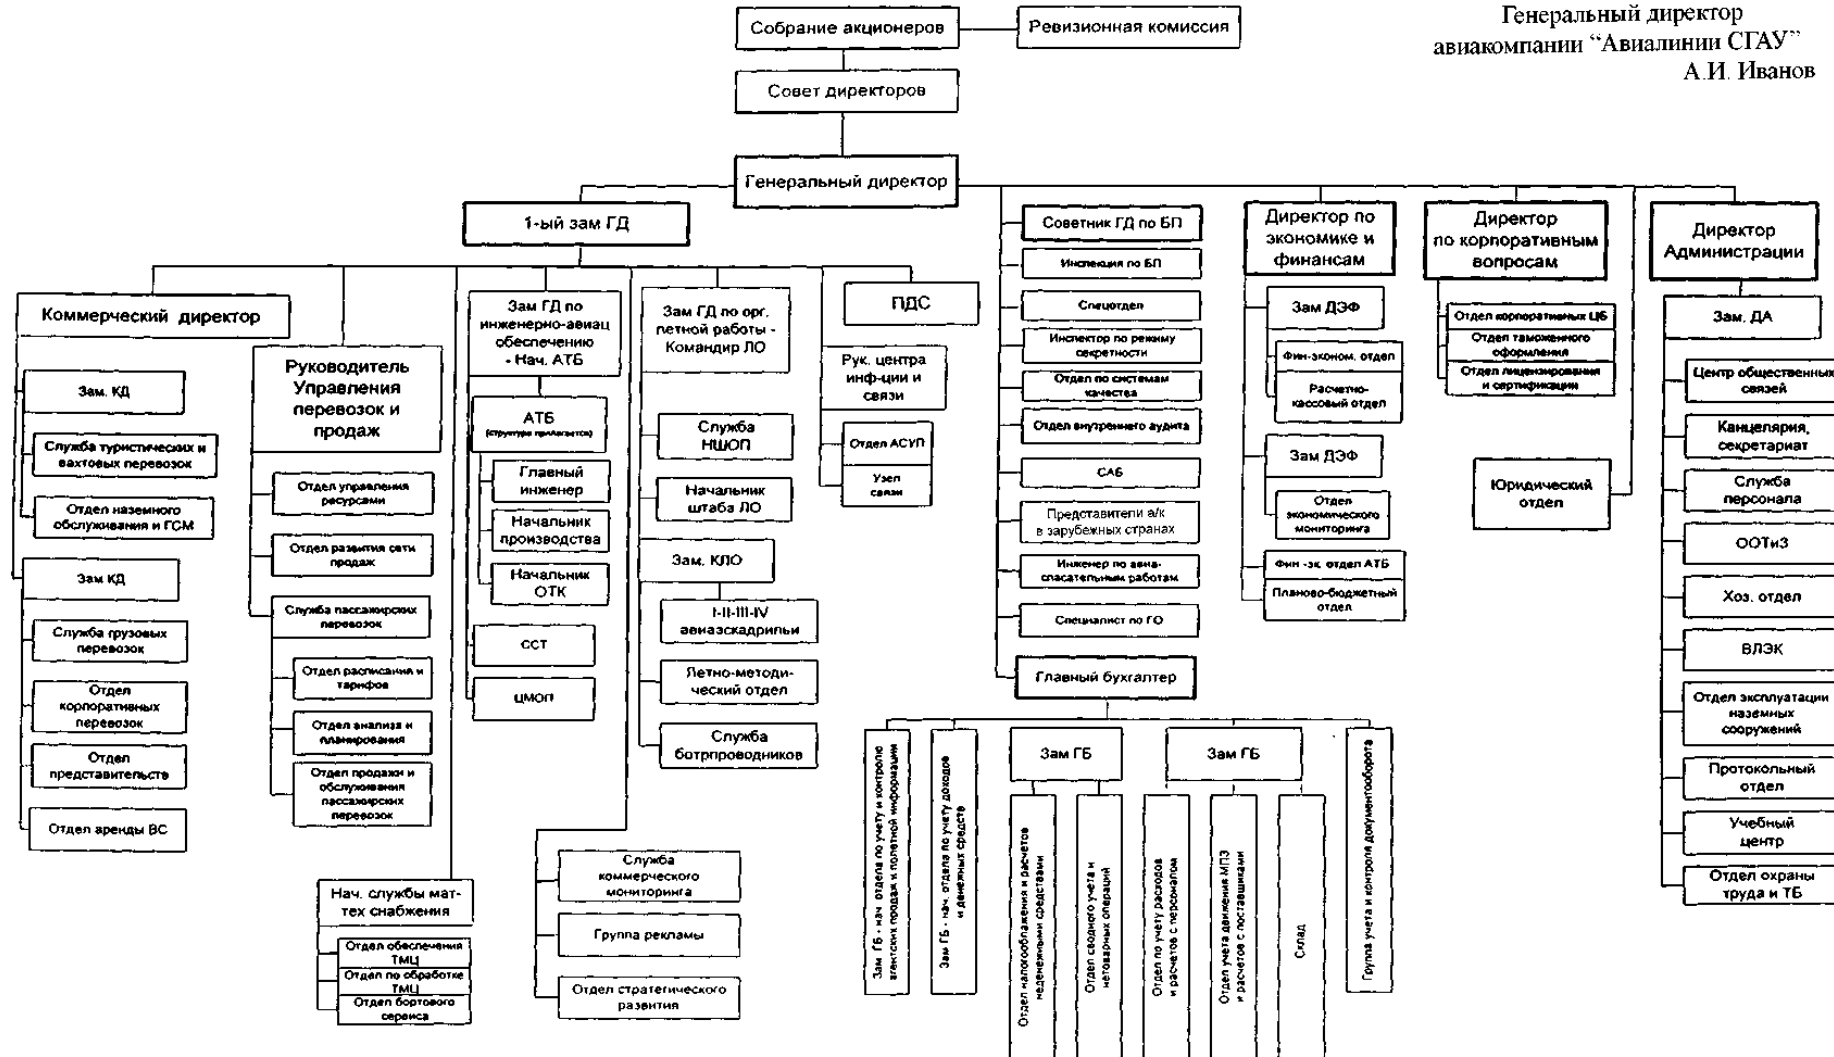 Генеральный директор
авиакомпании “Авиалинии СГАУ”
А.И. Иванов
Собрание акционеров
Ревизионная комиссия
Совет директоров
Генеральный директор
1-ый зам ГД
Коммерческий директор
Зам. КД
Служба туристических и
вахтовых перевозок
Отдел наземного
обслуживания и ГСМ
Зам КД
Служба грузовых
перевозок
Отдел
корпоративных
перевозок
Отдел
представительств
Отдел аренды ВС
Руководитель
Управления
перевозок и
продаж
Отдел управления
ресурсами
Отдел развития сети
продаж
Служба пассажирских
перевозок
Отдел расписания и
тарифов
Отдел анализа и
планирования
Отдел продажи и
обслуживания
пассажирских
перевозок
Нач. службы мат-
тех снабжения
Отдел обеспечения
ТМЦ
Отдел по обработке
ТМЦ
Отдел бортового
сервиса
Зам ГД по
инженерно-авиац
обеспечению
- Нач. АТБ
АТБ
(структура прилагается)
Главный
инженер
Начальник
производства
Начальник
ОТК
ССТ
ЦМОП
Служба
коммерческого
мониторинга
Группа рекламы
Отдел стратегического
развития
Зам ГД по орг.
летной работы -
Командир ЛО
Служба
НШОП
Начальник
штаба ЛО
Зам. КЛО
I-II-III-IV
авиаэскадрильи
Летно-методи-
ческий отдел
Служба
ботрпроводников
ПДС
Рук. центра
инф-ции и
связи
Отдел АСУП
Узел
связи
Советник ГД по БП
Инспекция по БП
Спецотдел
Инспектор по режиму
секретности
Отдел по системам
качества
Отдел внутреннего аудита
САБ
Представители а/к
в зарубежных странах
Инженер по авиа-
спасательным работам
Специалист по ГО
Главный бухгалтер
Зам ГБ - нач. отдела по учету и контролю
агентских продаж и полетной информации
Зам ГБ - нач. отдела по учету доходов
и денежных средств
Зам ГБ
Отдел налогообложения и расчетов
неденежными средствами
Отдел сводного учета и
нетоварных операций
Зам ГБ
Отдел по учету расходов
и расчетов с персоналом
Отдел учета движения МПЗ
и расчетов с поставщиками
Склад
Группа учета и контроля документооборота
Директор по
экономике и
финансам
Зам ДЭФ
Фин-эконом. отдел
Расчетно-
кассовый отдел
Зам ДЭФ
Отдел
экономического
мониторинга
Фин -эк. отдел АТБ
Планово-бюджетный
отдел
Директор
по корпоративным
вопросам
Отдел корпоративных ЦБ
Отдел таможенного
оформления
Отдел лицензирования
и сертификации
Юридический
отдел
Директор
Администрации
Зам. ДА
Центр общественных
связей
Канцелярия,
секретариат
Служба
персонала
ООТиЗ
Хоз. отдел
ВЛЭК
Отдел эксплуатации
наземных
сооружений
Протокольный
отдел
Учебный
центр
Отдел охраны
труда и ТБ